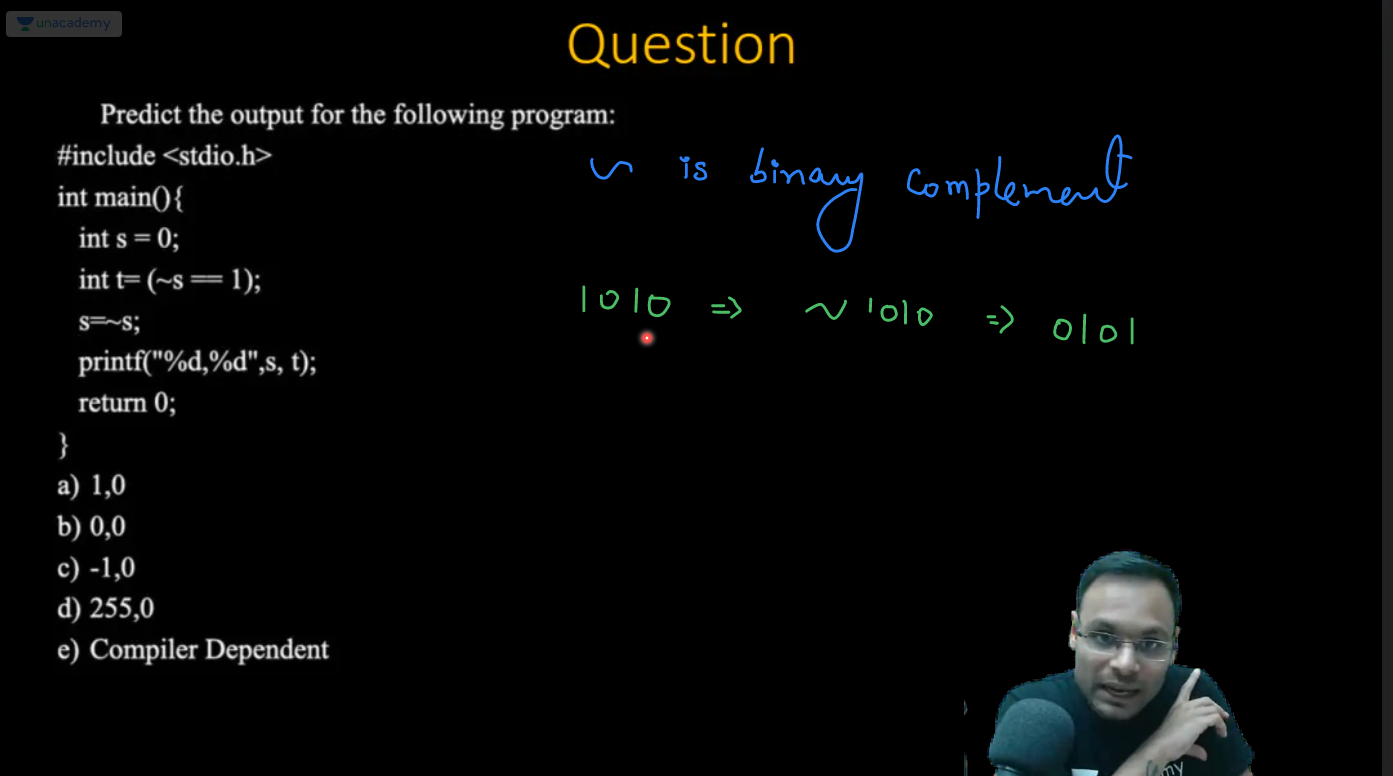 unacademy
Question
Predict the output for the following program:
#include <stdio.h>
int main(){
int s = 0;
int t= (~s == 1);
s=~s;
printf("%d,%d",s, t);
return 0;
}
a) 1,0
b) 0,0
c) -1,0
d) 255,0
e) Compiler Dependent
~ is binary complement
1010 => ~1010 => 0101
my